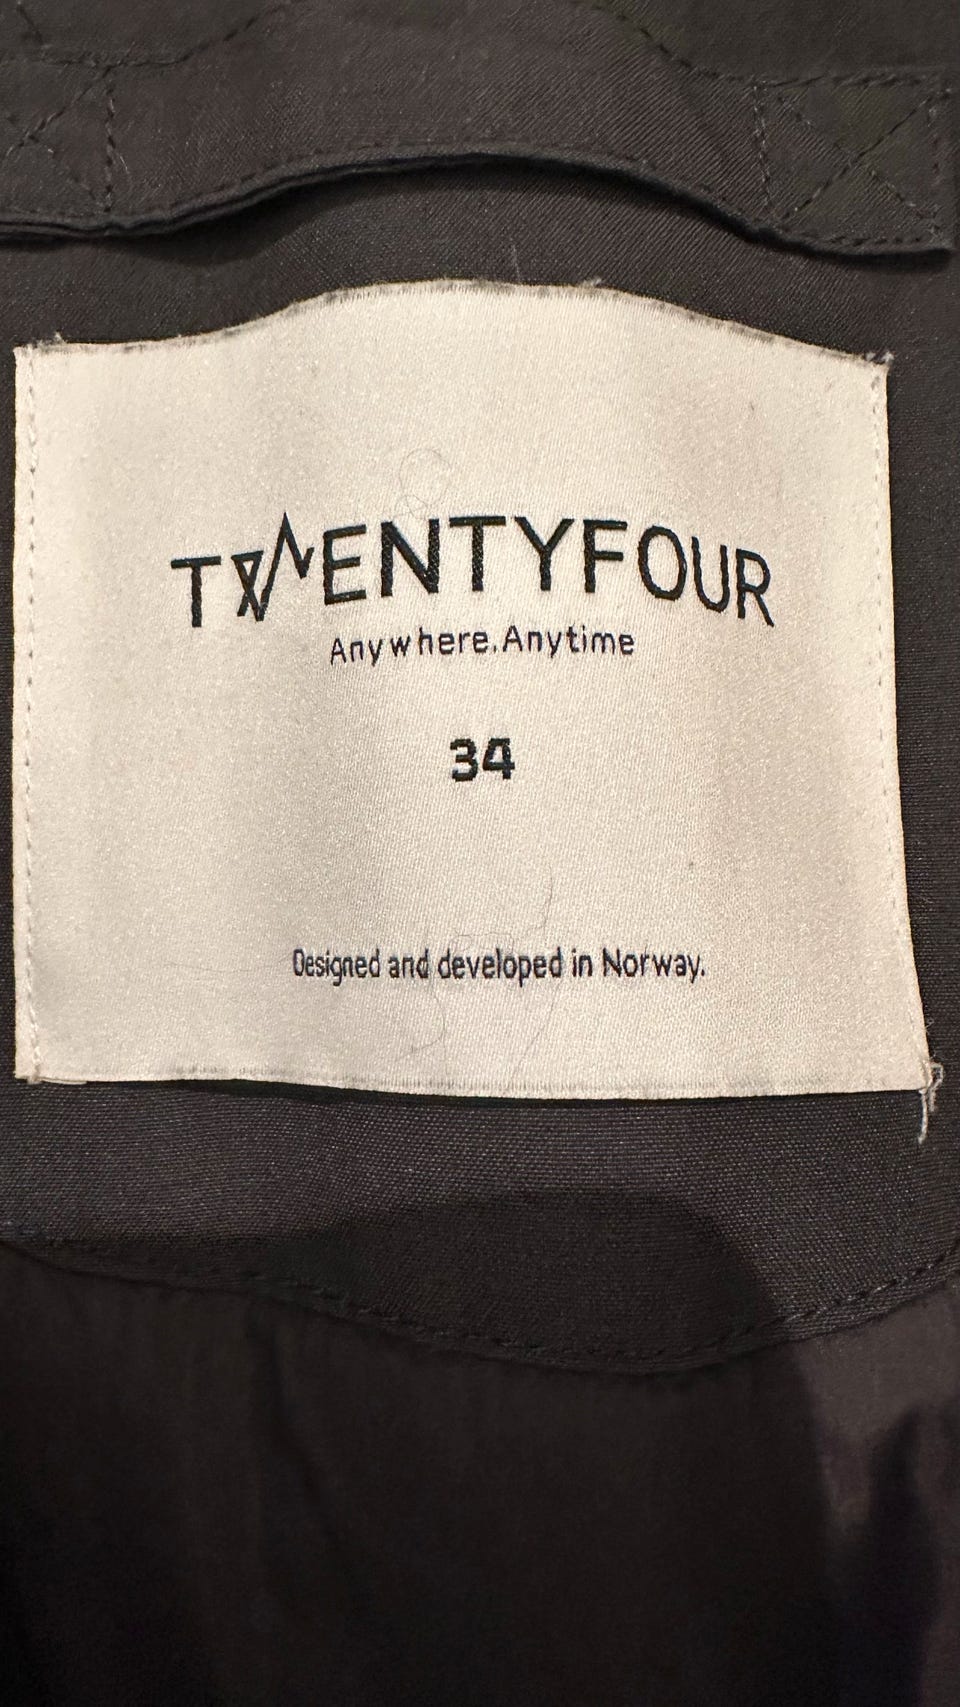 TWENTYFOUR
Anywhere.Anytime
34
Designed and developed in Norway.